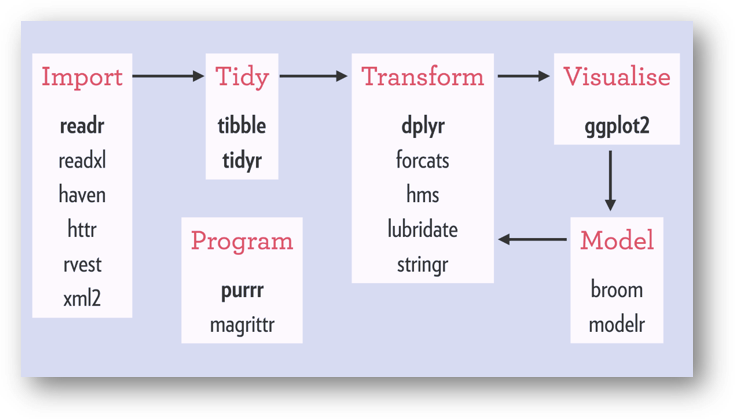 Import
readr
readxl
haven
httr
rvest
xml2
Tidy
tibble
tidyr
Transform
dplyr
forcats
hms
lubridate
stringr
Visualise
ggplot2
Program
purrr
magrittr
Model
broom
modelr